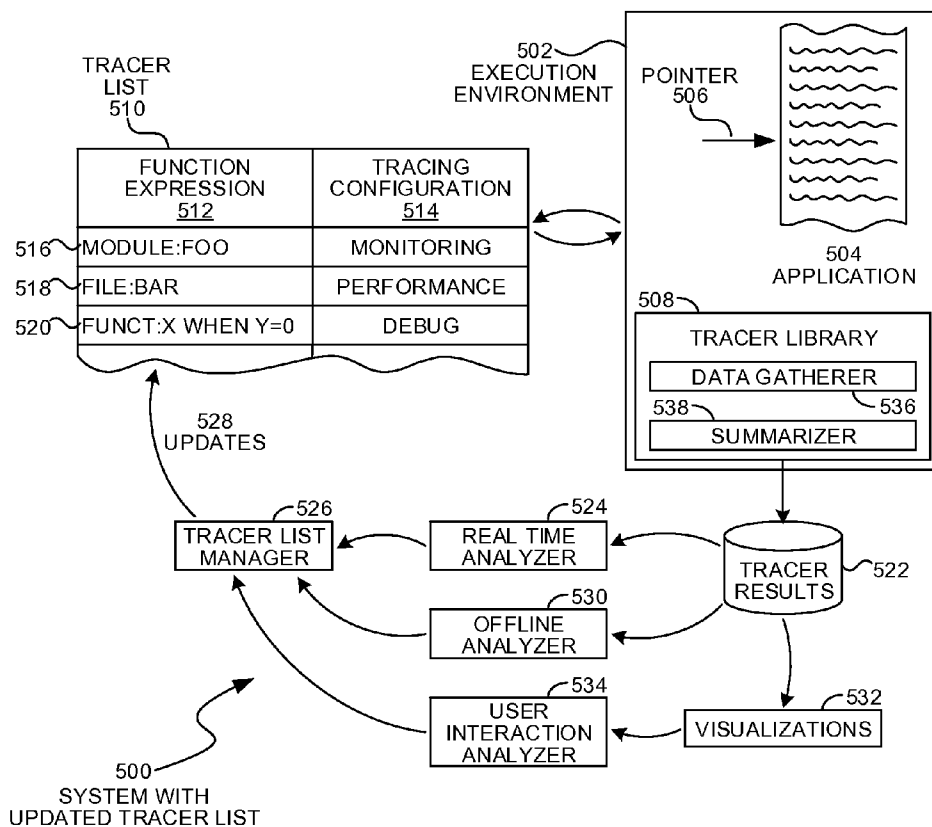 502
EXECUTION
ENVIRONMENT
POINTER
506
504
APPLICATION
TRACER
LIST
510
FUNCTION
EXPRESSION
512
TRACING
CONFIGURATION
514
516
MODULE:FOO
MONITORING
518
FILE:BAR
PERFORMANCE
520
FUNCT:X WHEN Y=0
DEBUG
508
TRACER LIBRARY
DATA GATHERER
536
538
SUMMARIZER
528
UPDATES
526
TRACER LIST
MANAGER
524
REAL TIME
ANALYZER
TRACER
RESULTS
522
530
OFFLINE
ANALYZER
534
USER
INTERACTION
ANALYZER
532
VISUALIZATIONS
500
SYSTEM WITH
UPDATED TRACER LIST